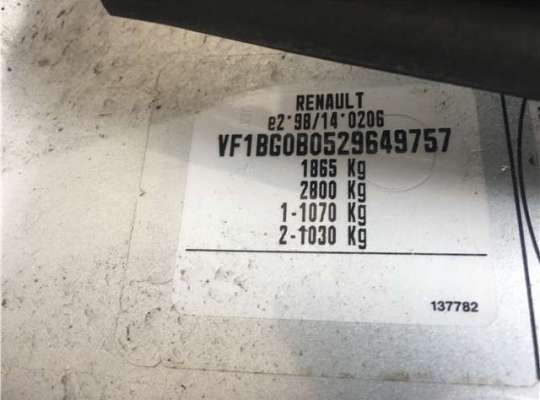 RENAULT
e2*98/14*0206
VF1BG0B0529649757
1865 Kg
2800 Kg
1-1070 Kg
2-1030 Kg
137782